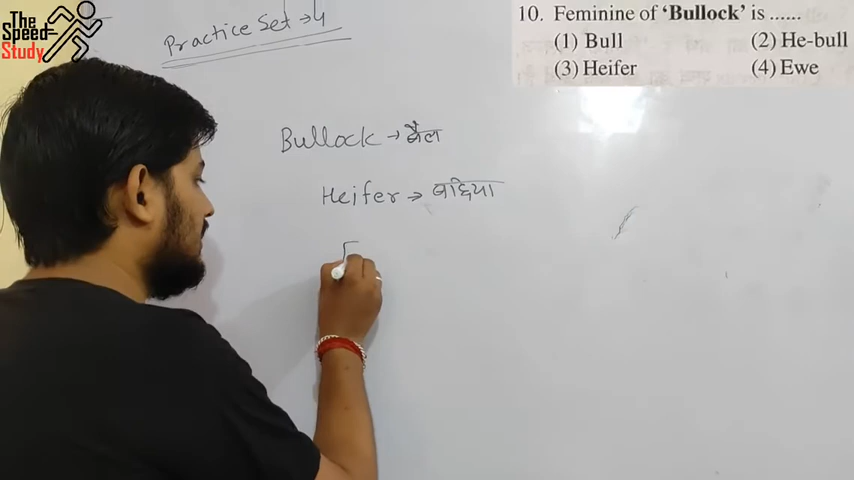 The
Speed-
Study
Practice Set → 4
10. Feminine of ‘Bullock’ is ......
(1) Bull (2) He-bull
(3) Heifer (4) Ewe
Bullock → बैल
Heifer → बछिया